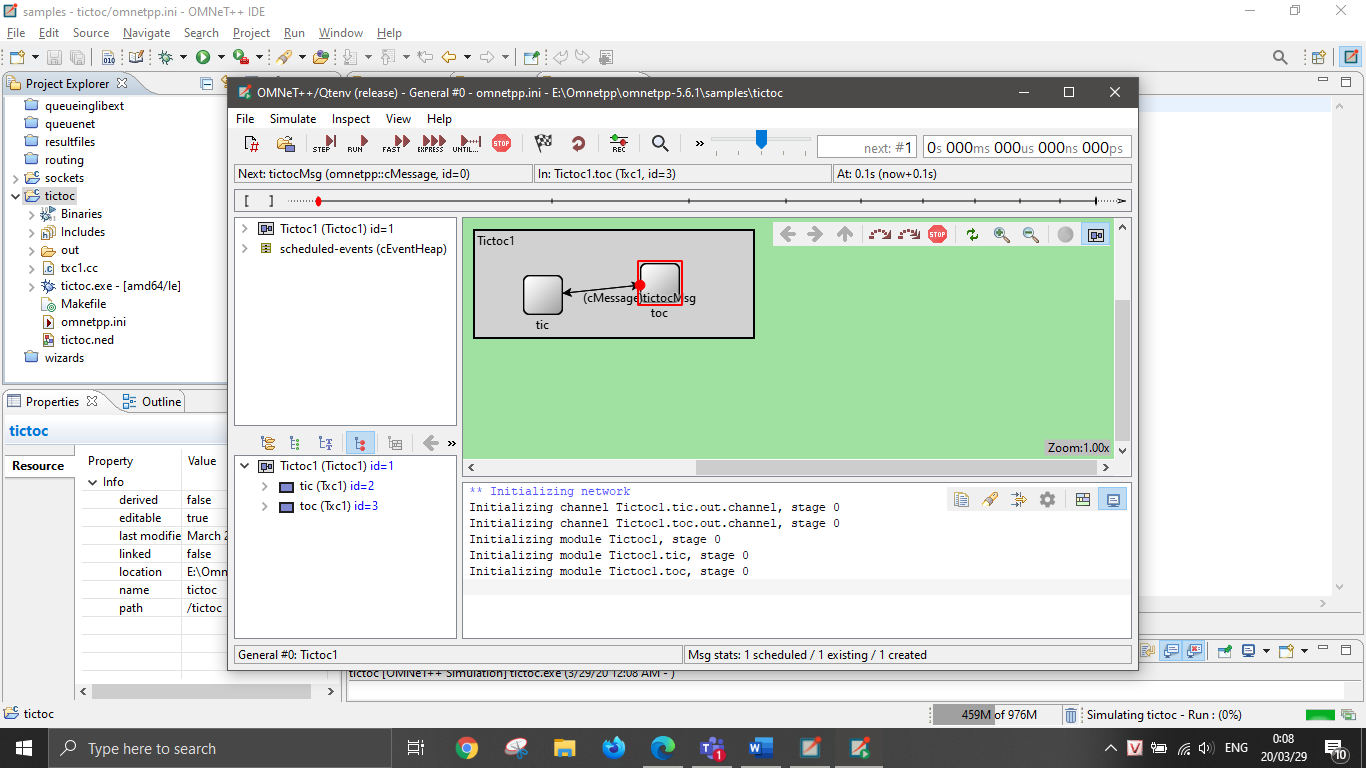 samples - tictoc/omnetpp.ini - OMNeT++ IDE
File Edit Source Navigate Search Project Run Window Help
Project Explorer
queueinglibext
queuenet
resultfiles
routing
sockets
tictoc
Binaries
Includes
out
txc1.cc
tictoc.exe - [amd64/le]
Makefile
omnetpp.ini
tictoc.ned
wizards
Properties Outline
tictoc
Resource
Property Value
Info
derived false
editable true
last modifie March 2
linked false
location E:\Omn
name tictoc
path /tictoc
OMNeT++/Qtenv (release) - General #0 - omnetpp.ini - E:\Omnetpp\omnetpp-5.6.1\samples\tictoc
File Simulate Inspect View Help
STEP RUN FAST EXPRESS UNTIL... STOP REC » next: #1 0s 000ms 000us 000ns 000ps
Next: tictocMsg (omnetpp::cMessage, id=0) In: Tictoc1.toc (Txc1, id=3) At: 0.1s (now+0.1s)
[ ]
Tictoc1 (Tictoc1) id=1
scheduled-events (cEventHeap)
»
Tictoc1 (Tictoc1) id=1
tic (Txc1) id=2
toc (Txc1) id=3
STOP
Tictoc1
(cMessage)tictocMsg
tic
toc
Zoom:1.00x
** Initializing network
Initializing channel Tictoc1.tic.out.channel, stage 0
Initializing channel Tictoc1.toc.out.channel, stage 0
Initializing module Tictoc1, stage 0
Initializing module Tictoc1.tic, stage 0
Initializing module Tictoc1.toc, stage 0
General #0: Tictoc1 Msg stats: 1 scheduled / 1 existing / 1 created
tictoc [OMNeT++ Simulation] tictoc.exe (3/29/20 12:08 AM - )
tictoc 459M of 976M Simulating tictoc - Run : (0%)
Type here to search
1
V
ENG
0:08
20/03/29
10